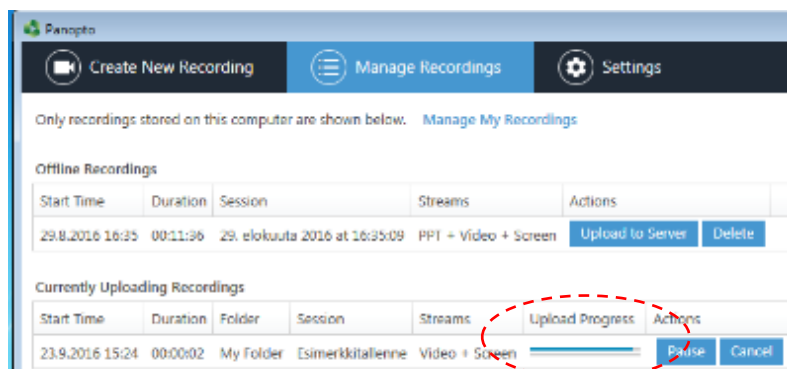 Panopto
Create New Recording Manage Recordings Settings
Only recordings stored on this computer are shown below. Manage My Recordings
Offline Recordings
Start Time Duration Session Streams Actions
29.8.2016 16:35 00:11:36 29. elokuuta 2016 at 16:35:09 PPT + Video + Screen Upload to Server Delete
Currently Uploading Recordings
Start Time Duration Folder Session Streams Upload Progress Actions
23.9.2016 15:24 00:00:02 My Folder Esimerkkitallenne Video + Screen Pause Cancel